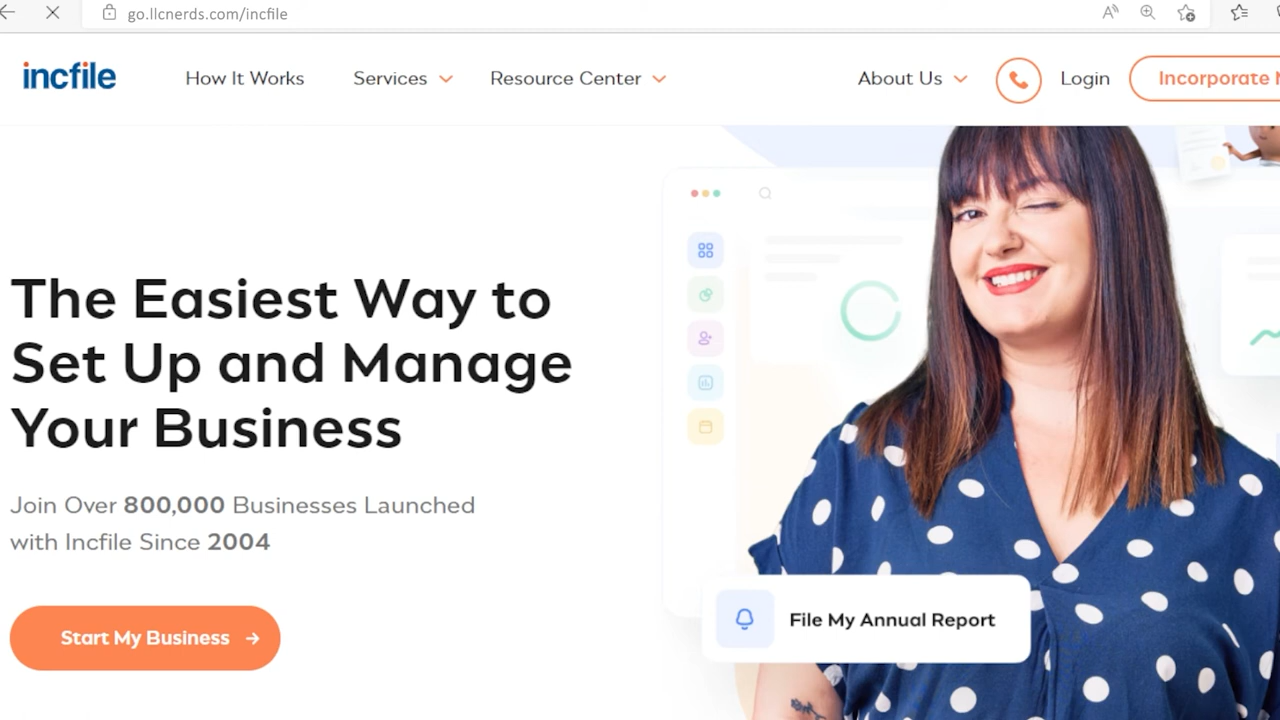 go.llcnerds.com/incfile
incfile
How It Works
Services
Resource Center
About Us
Login
Incorporate
The Easiest Way to
Set Up and Manage
Your Business
Join Over 800,000 Businesses Launched
with Incfile Since 2004
Start My Business
File My Annual Report